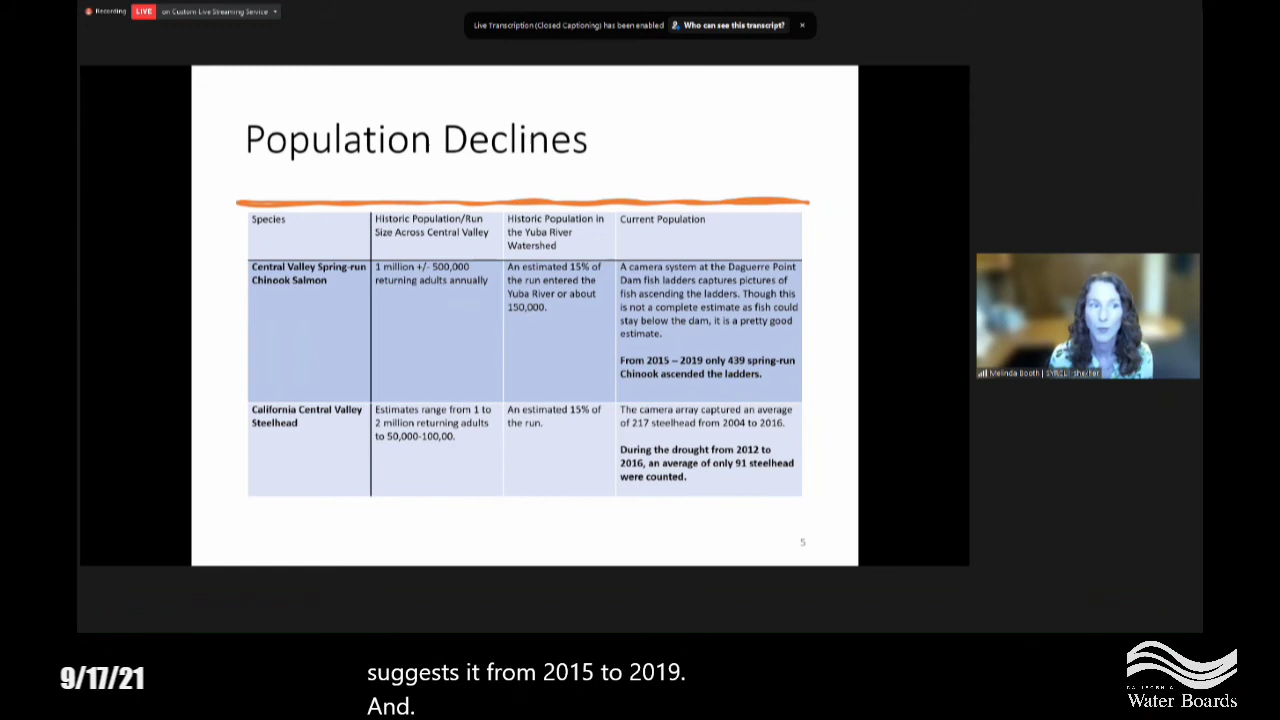 Recording LIVE on Custom Live Streaming Service
Live Transcription (Closed Captioning) has been enabled Who can see this transcript?
Population Declines
Species
Historic Population/Run
Size Across Central Valley
Historic Population in
the Yuba River
Watershed
Current Population
Central Valley Spring-run
Chinook Salmon
1 million +/- 500,000
returning adults annually
An estimated 15% of
the run entered the
Yuba River or about
150,000.
A camera system at the Daguerre Point
Dam fish ladders captures pictures of
fish ascending the ladders. Though this
is not a complete estimate as fish could
stay below the dam, it is a pretty good
estimate.
From 2015 – 2019 only 439 spring-run
Chinook ascended the ladders.
California Central Valley
Steelhead
Estimates range from 1 to
2 million returning adults
to 50,000-100,00.
An estimated 15% of
the run.
The camera array captured an average
of 217 steelhead from 2004 to 2016.
During the drought from 2012 to
2016, an average of only 91 steelhead
were counted.
5
Melinda Booth | SYRCL
9/17/21
suggests it from 2015 to 2019.
And.
CALIFORNIA
Water Boards